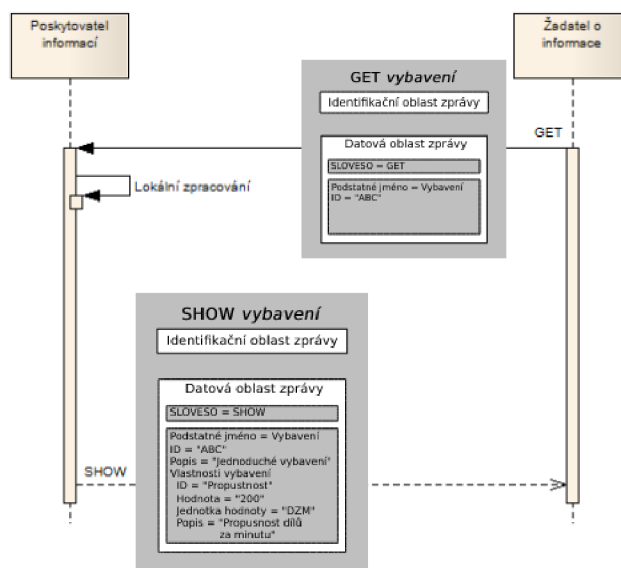 Poskytovatel
informací
Žadatel o
informace
GET vybavení
Identifikační oblast zprávy
Datová oblast zprávy
SLOVESO = GET
Podstatné jméno = Vybavení
ID = "ABC"
GET
Lokální zpracování
SHOW vybavení
Identifikační oblast zprávy
Datová oblast zprávy
SLOVESO = SHOW
Podstatné jméno = Vybavení
ID = "ABC"
Popis = "Jednoduché vybavení"
Vlastnosti vybavení
ID = "Propustnost"
Hodnota = "200"
Jednotka hodnoty = "DZM"
Popis = "Propusnost dílů
za minutu"
SHOW